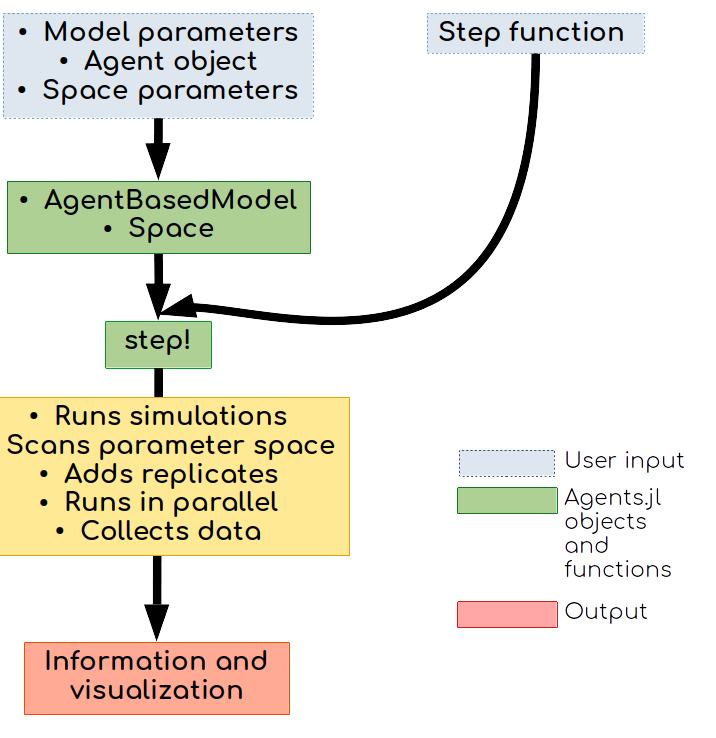 • Model parameters
• Agent object
• Space parameters
Step function
• AgentBasedModel
• Space
step!
• Runs simulations
Scans parameter space
• Adds replicates
• Runs in parallel
• Collects data
Information and
visualization
User input
Agents.jl
objects
and
functions
Output